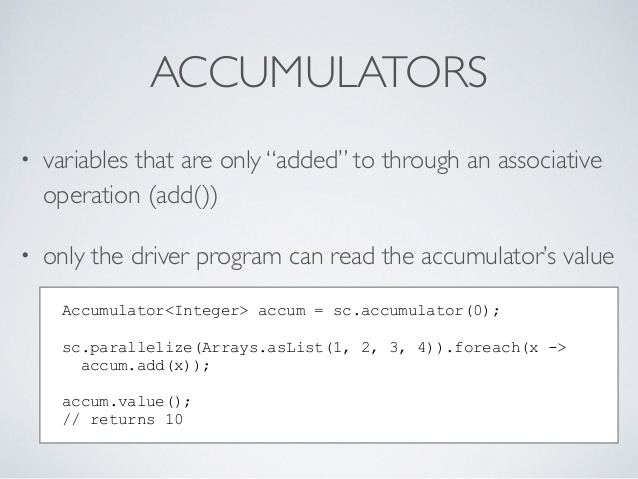 ACCUMULATORS
• variables that are only “added” to through an associative
operation (add())
• only the driver program can read the accumulator’s value
Accumulator<Integer> accum = sc.accumulator(0);
sc.parallelize(Arrays.asList(1, 2, 3, 4)).foreach(x ->
accum.add(x));
accum.value();
// returns 10